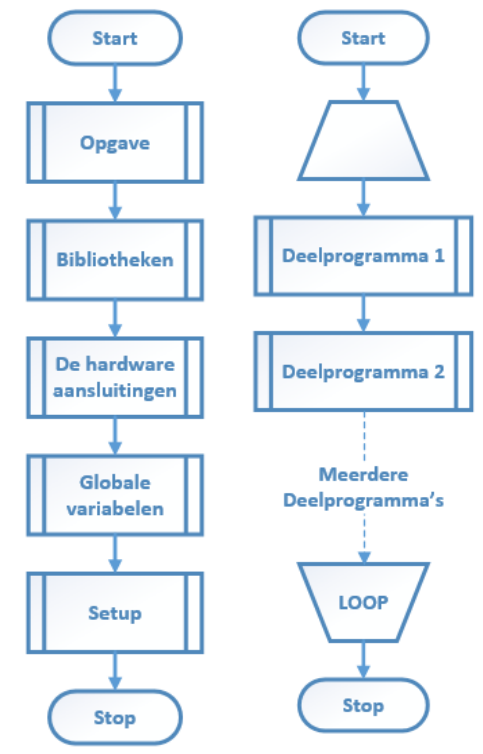 Start
Opgave
Bibliotheken
De hardware
aansluitingen
Globale
variabelen
Setup
Stop
Start
Deelprogramma 1
Deelprogramma 2
Meerdere
Deelprogramma's
LOOP
Stop